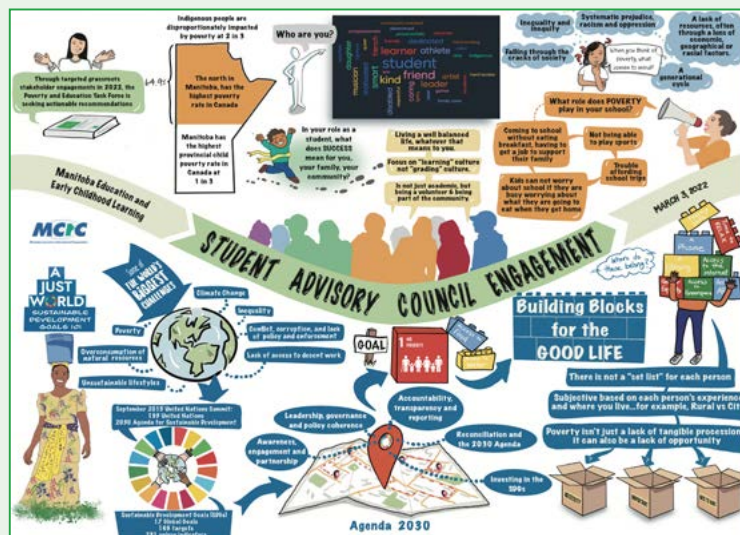 Indigenous people are
disproportionately impacted
by poverty at 2 in 3
Through targeted grassroots
stakeholder engagements in 2022, the
Poverty and Education Task Force is
seeking actionable recommendations
The north in
Manitoba, has the
highest poverty
rate in Canada
Manitoba has
the highest
provincial child
poverty rate in
Canada at
1 in 3
Who are you?
learner athlete
student
friend
kind
artist
leader
smart
musician
daughter
caring
In your role as a
student, what
does SUCCESS
mean for you,
your family, your
community?
Living a well balanced
life, whatever that
means to you.
Focus on "learning" culture
not "grading" culture.
Is not just academic, but
being a volunteer & being
part of the community.
Inequality and
inequity
Systematic prejudice,
racism and oppression
Falling through the
cracks of society
When you think of
poverty, what
comes to mind?
A lack of
resources, often
through a lens of
economic,
geographical or
racial factors.
A
generational
cycle
What role does POVERTY
play in your school?
Coming to school
without eating
breakfast, having to
get a job to support
their family
Not being able
to play sports
Trouble
affording
school trips
Kids can not worry
about school if they are
busy worrying about
what they are going to
eat when they get home
Manitoba Education and
Early Childhood Learning
STUDENT ADVISORY COUNCIL ENGAGEMENT
MARCH 3, 2022
MCIC
A
JUST
WORLD
SUSTAINABLE
DEVELOPMENT
GOALS 101
Some of
THE WORLD'S
BIGGEST
CHALLENGES
Climate Change
Inequality
Poverty
Conflict, corruption, and lack
of policy and enforcement
Overconsumption of
natural resources
Lack of access to decent work
Unsustainable lifestyles
September 2015 United Nations Summit:
193 United Nations
2030 Agenda for Sustainable Development
Sustainable Development Goals (SDGs)
17 Global Goals
169 targets
GOAL
1 NO
POVERTY
Leadership, governance
and policy coherence
Accountability,
transparency and
reporting
Awareness,
engagement and
partnership
Reconciliation and
the 2030 Agenda
Investing in the
SDGs
Agenda 2030
Building Blocks
for the
GOOD LIFE
Where do
these belong?
Time to
RELAX
A
Phone
Access
to the
internet
There is not a "set list" for each person
Subjective based on each person's experience
and where you live...for example, Rural vs Cit
Poverty isn't just a lack of tangible procession
it can also be a lack of opportunity
NECESSITY
IMPORTANT